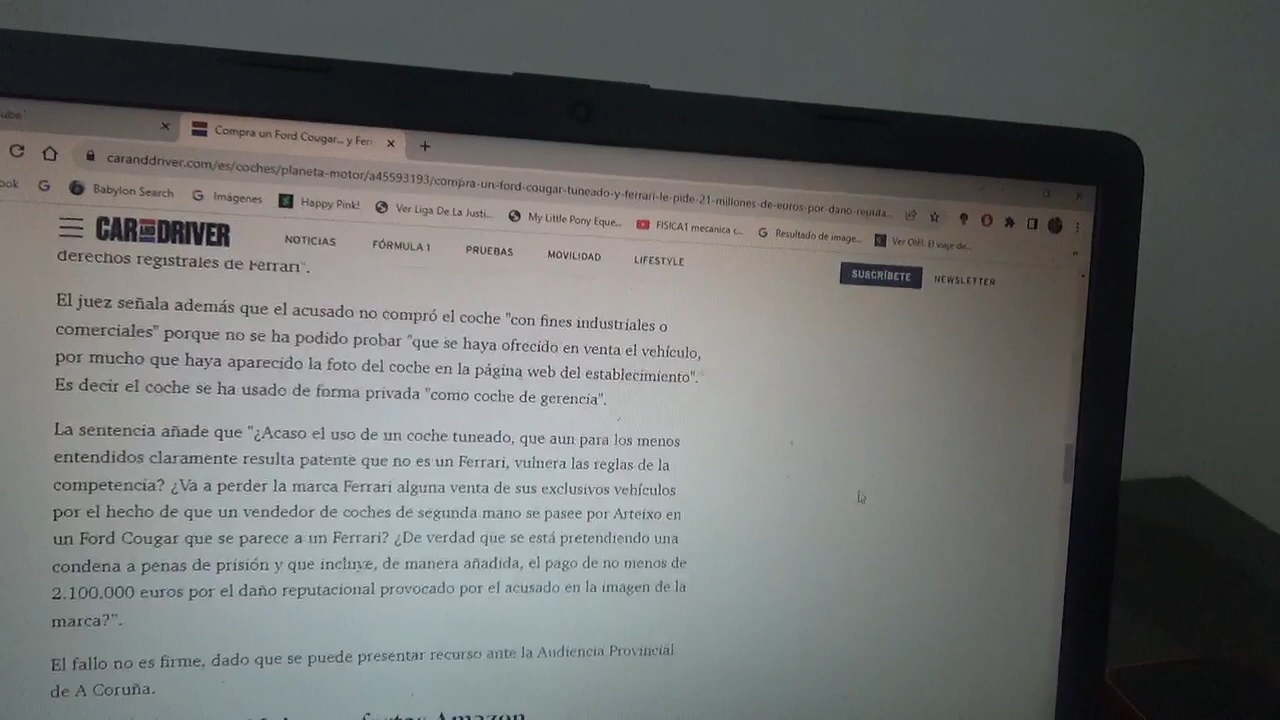 ube
Compra un Ford Cougar... y Ferr
caranddriver.com/es/coches/planeta-motor/a45593193/compra-un-ford-cougar-tuneado-y-ferrari-le-pide-21-millones-de-euros-por-dano-reputa...
ook
Babylon Search
Imágenes
Happy Pink!
Ver Liga De La Justi...
My Little Pony Eque...
FISICA1 mecanica c...
Resultado de image...
Ver Olé!. El viaje de...
CAR AND DRIVER
NOTICIAS
FÓRMULA 1
PRUEBAS
MOVILIDAD
LIFESTYLE
SUSCRÍBETE
NEWSLETTER
derechos registrales de Ferrari".
El juez señala además que el acusado no compró el coche "con fines industriales o
comerciales" porque no se ha podido probar "que se haya ofrecido en venta el vehículo,
por mucho que haya aparecido la foto del coche en la página web del establecimiento".
Es decir el coche se ha usado de forma privada "como coche de gerencia".
La sentencia añade que "¿Acaso el uso de un coche tuneado, que aun para los menos
entendidos claramente resulta patente que no es un Ferrari, vulnera las reglas de la
competencia? ¿Va a perder la marca Ferrari alguna venta de sus exclusivos vehículos
por el hecho de que un vendedor de coches de segunda mano se pasee por Arteixo en
un Ford Cougar que se parece a un Ferrari? ¿De verdad que se está pretendiendo una
condena a penas de prisión y que incluye, de manera añadida, el pago de no menos de
2.100.000 euros por el daño reputacional provocado por el acusado en la imagen de la
marca?".
El fallo no es firme, dado que se puede presentar recurso ante la Audiencia Provincial
de A Coruña.
Amazon